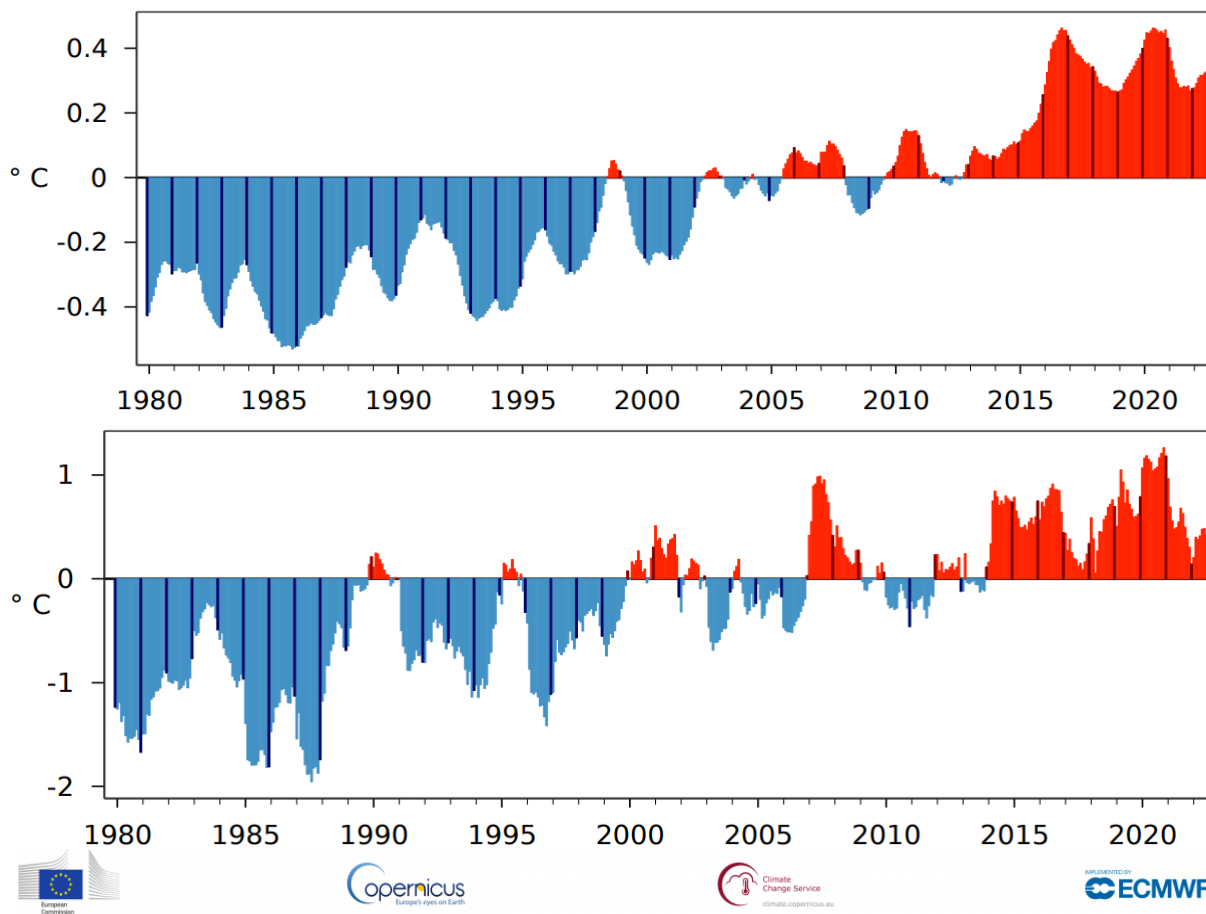 0.4
0.2
° C
0
-0.2
-0.4
1980 1985 1990 1995 2000 2005 2010 2015 2020
1
0
° C
-1
-2
1980 1985 1990 1995 2000 2005 2010 2015 2020
European
Commission
opernicus
Europe's eyes on Earth
Climate
Change Service
climate.copernicus.eu
IMPLEMENTED BY
ECMWF